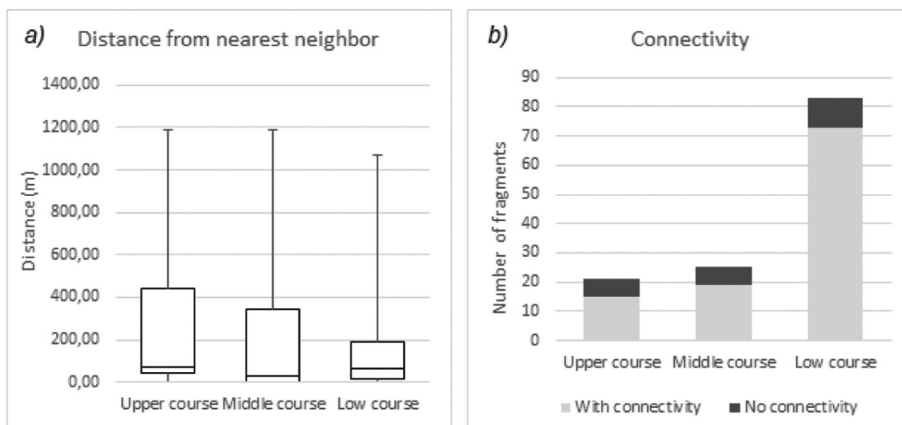 a) Distance from nearest neighbor
Distance (m)
1400,00
1200,00
1000,00
800,00
600,00
400,00
200,00
0,00
Upper course Middle course Low course
b) Connectivity
Number of fragments
90
80
70
60
50
40
30
20
10
0
Upper course Middle course Low course
With connectivity No connectivity